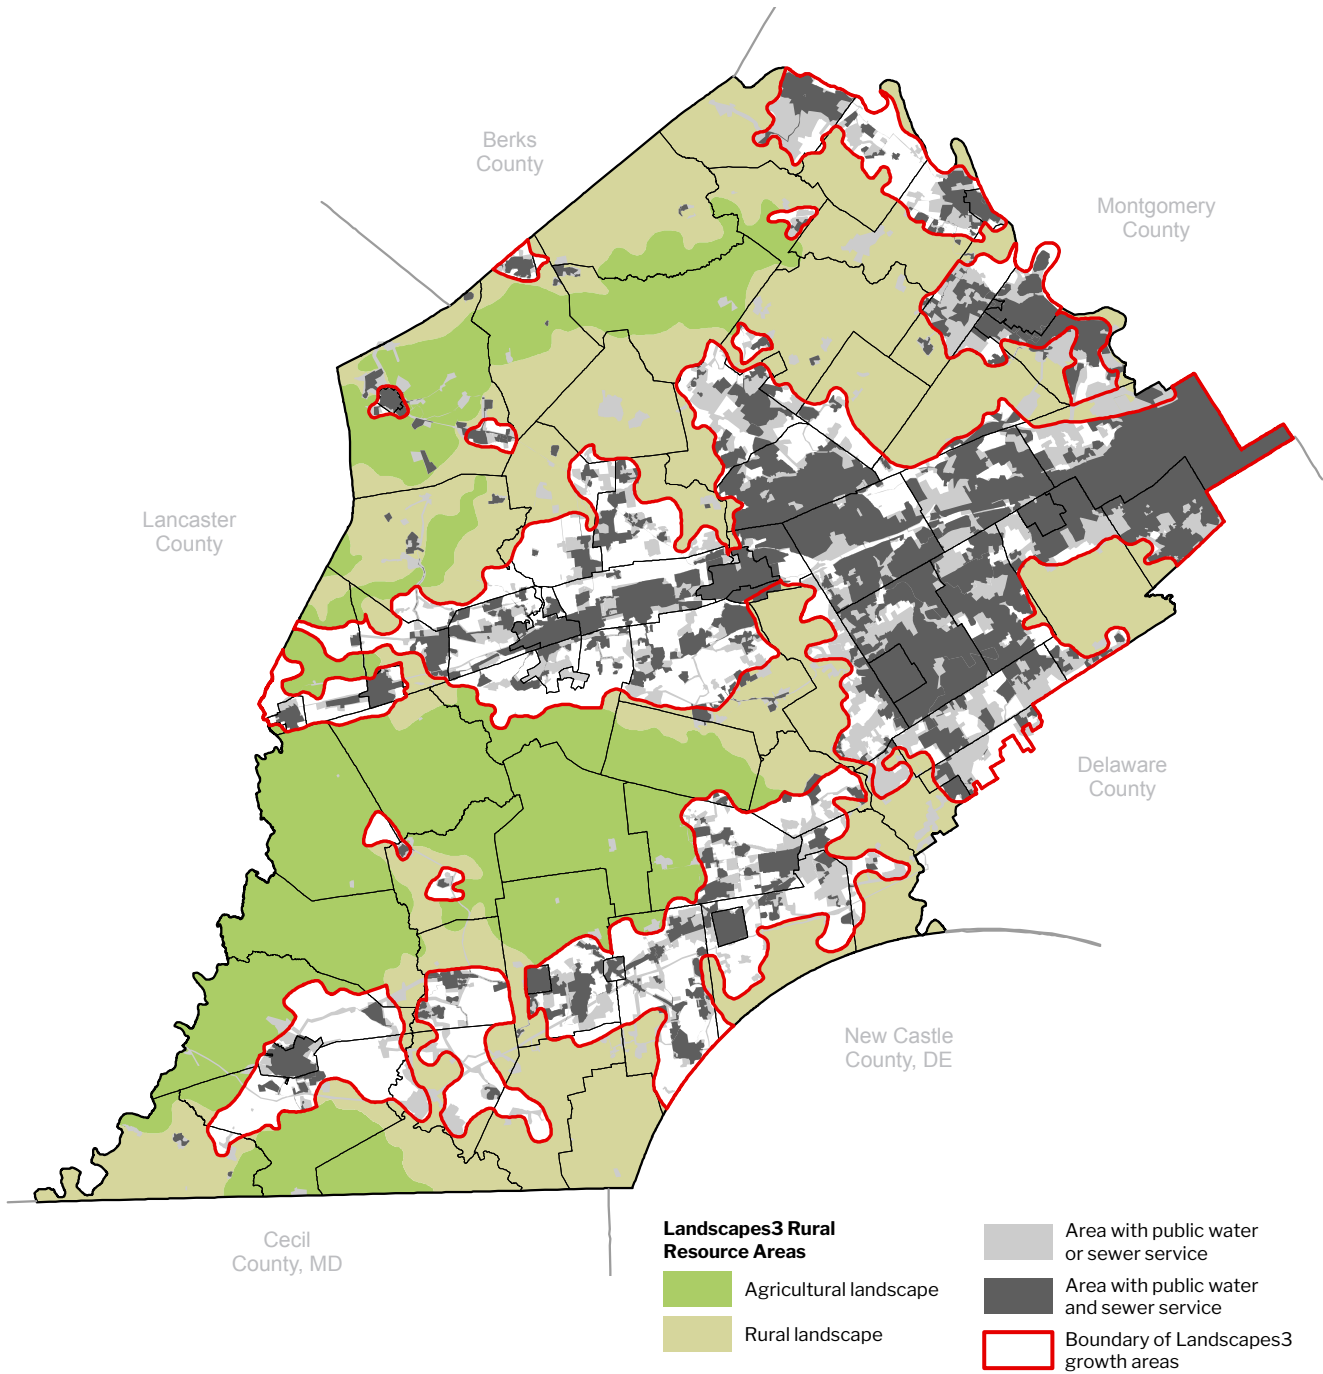 Berks
County
Montgomery
County
Lancaster
County
Delaware
County
New Castle
County, DE
Cecil
County, MD
Landscapes3 Rural
Resource Areas
Agricultural landscape
Rural landscape
Area with public water
or sewer service
Area with public water
and sewer service
Boundary of Landscapes3
growth areas